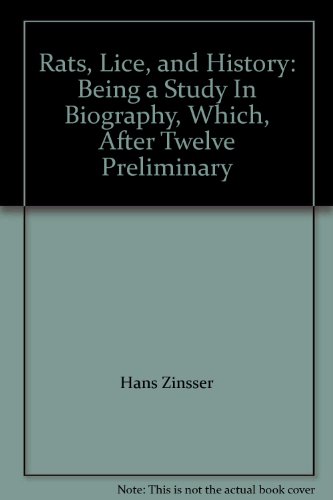 Rats, Lice, and History:
Being a Study In
Biography, Which,
After Twelve
Preliminary
Hans Zinsser
Note: This is not the actual book cover